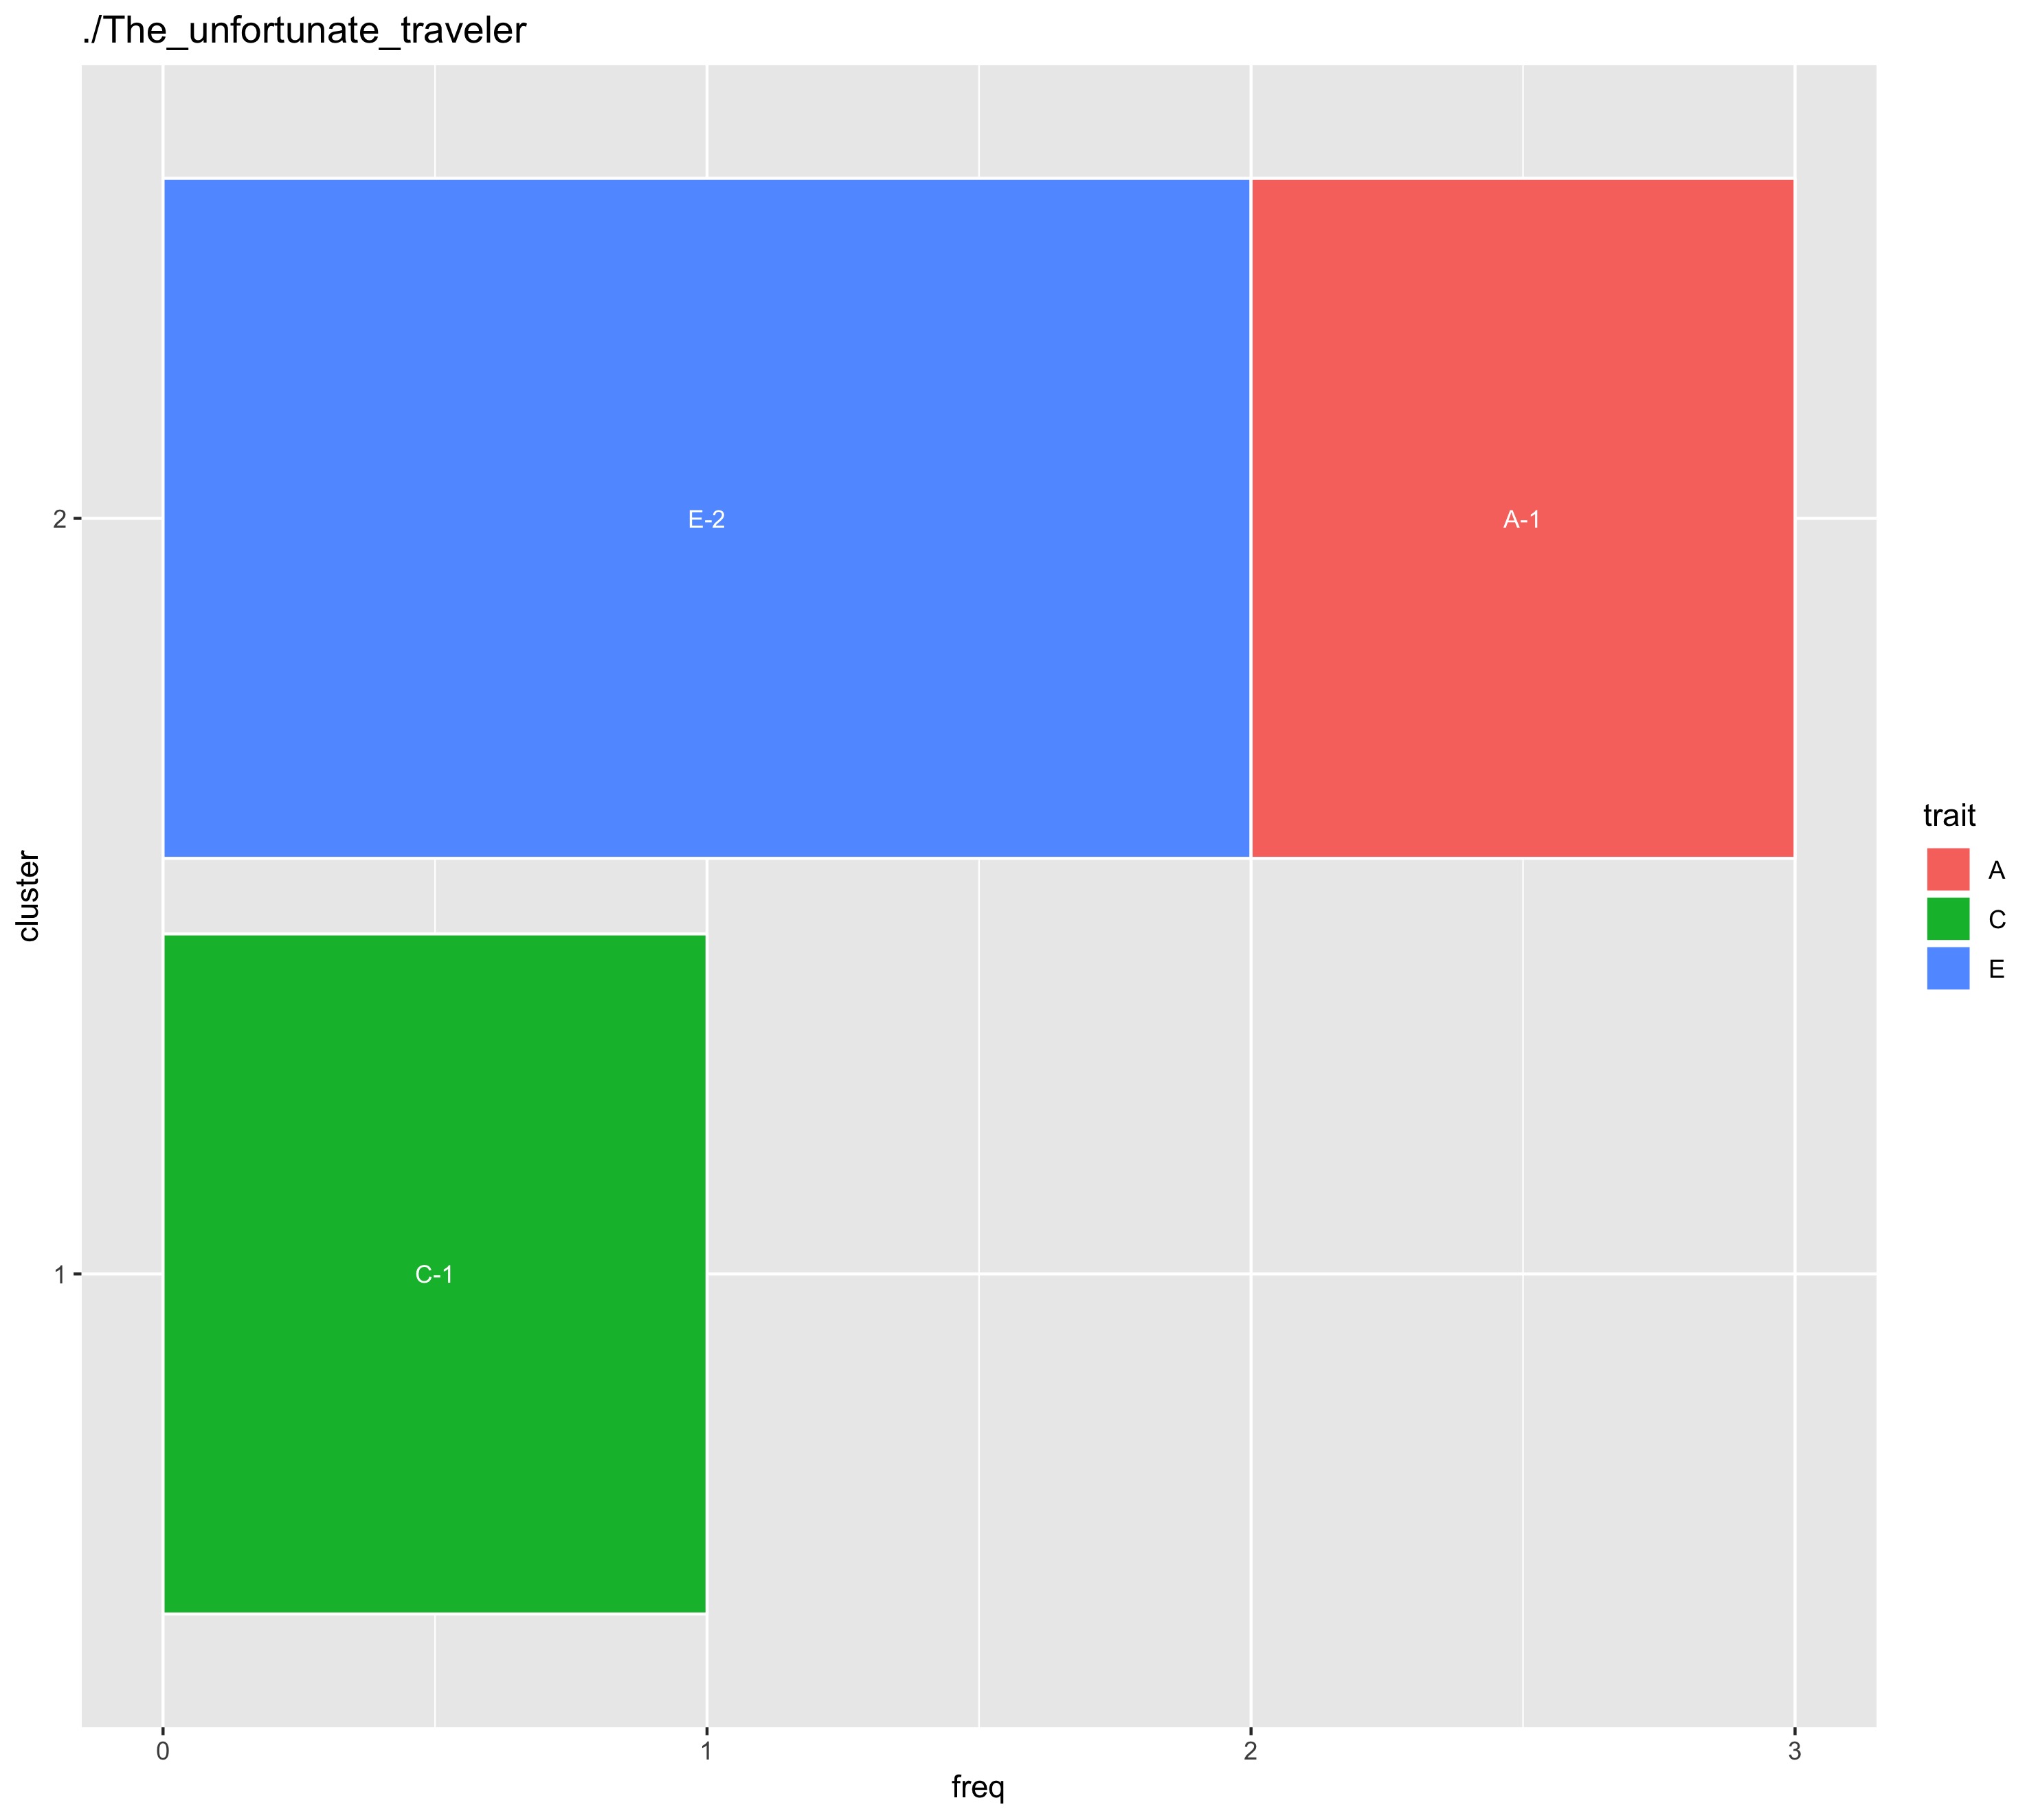 ./The_unfortunate_traveler
cluster
2
E-2
A-1
1
C-1
0
1
2
3
freq
trait
A
C
E